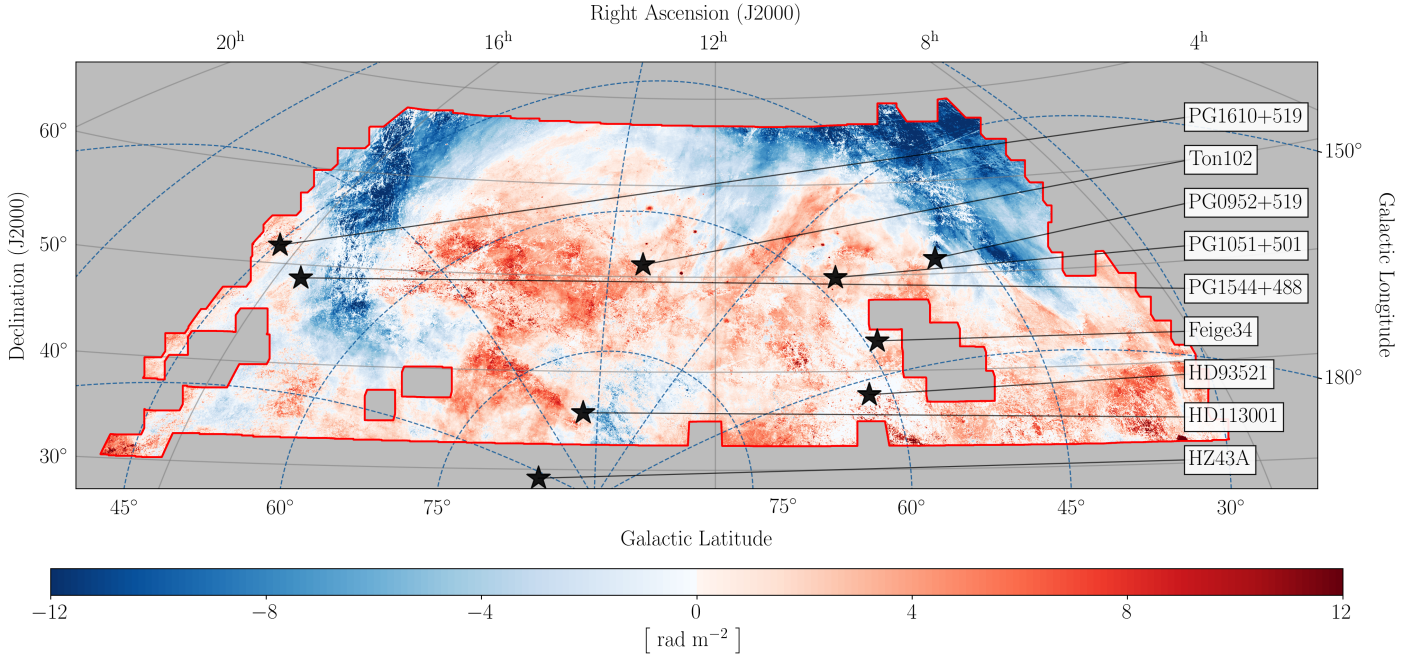 Right Ascension (J2000)
20h 16h 12h 8h 4h
60°
50°
40°
30°
Declination (J2000)
PG1610+519
Ton102
PG0952+519
PG1051+501
PG1544+488
Feige34
HD93521
HD113001
HZ43A
150°
180°
Galactic Longitude
45° 60° 75° 75° 60° 45° 30°
Galactic Latitude
−12 −8 −4 0 4 8 12
[ rad m−2 ]